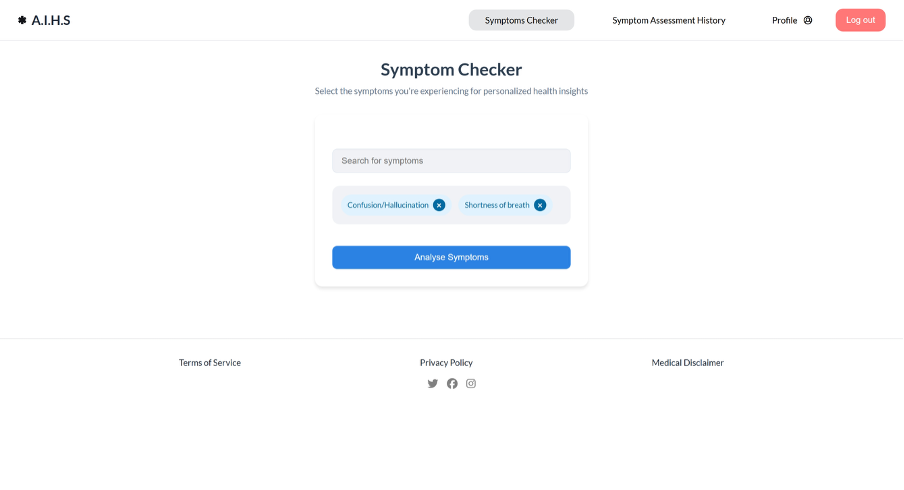 A.I.H.S
Symptoms Checker
Symptom Assessment History
Profile
Log out
Symptom Checker
Select the symptoms you're experiencing for personalized health insights
Search for symptoms
Confusion/Hallucination
Shortness of breath
Analyse Symptoms
Terms of Service
Privacy Policy
Medical Disclaimer